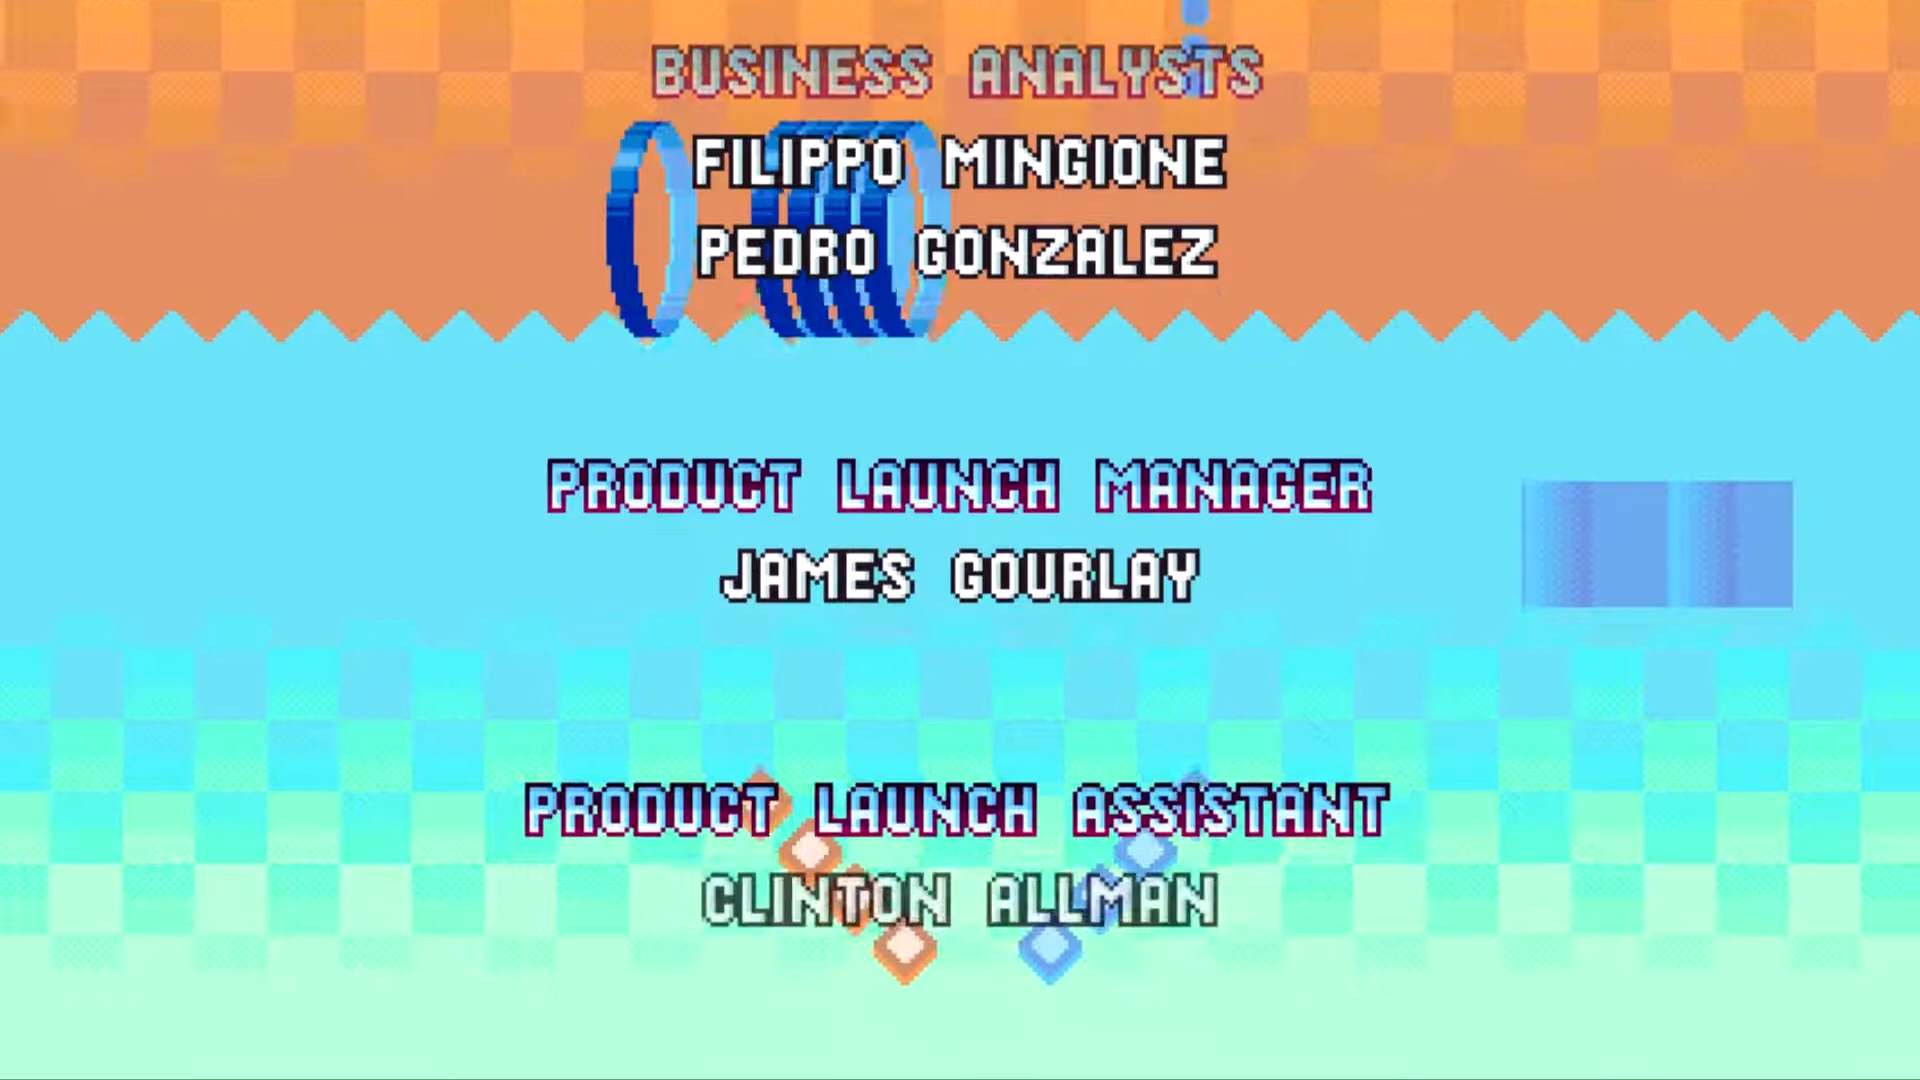 BUSINESS ANALYSTS
FILIPPO MINGIONE
PEDRO GONZALEZ
PRODUCT LAUNCH MANAGER
JAMES GOURLAY
PRODUCT LAUNCH ASSISTANT
CLINTON ALLMAN